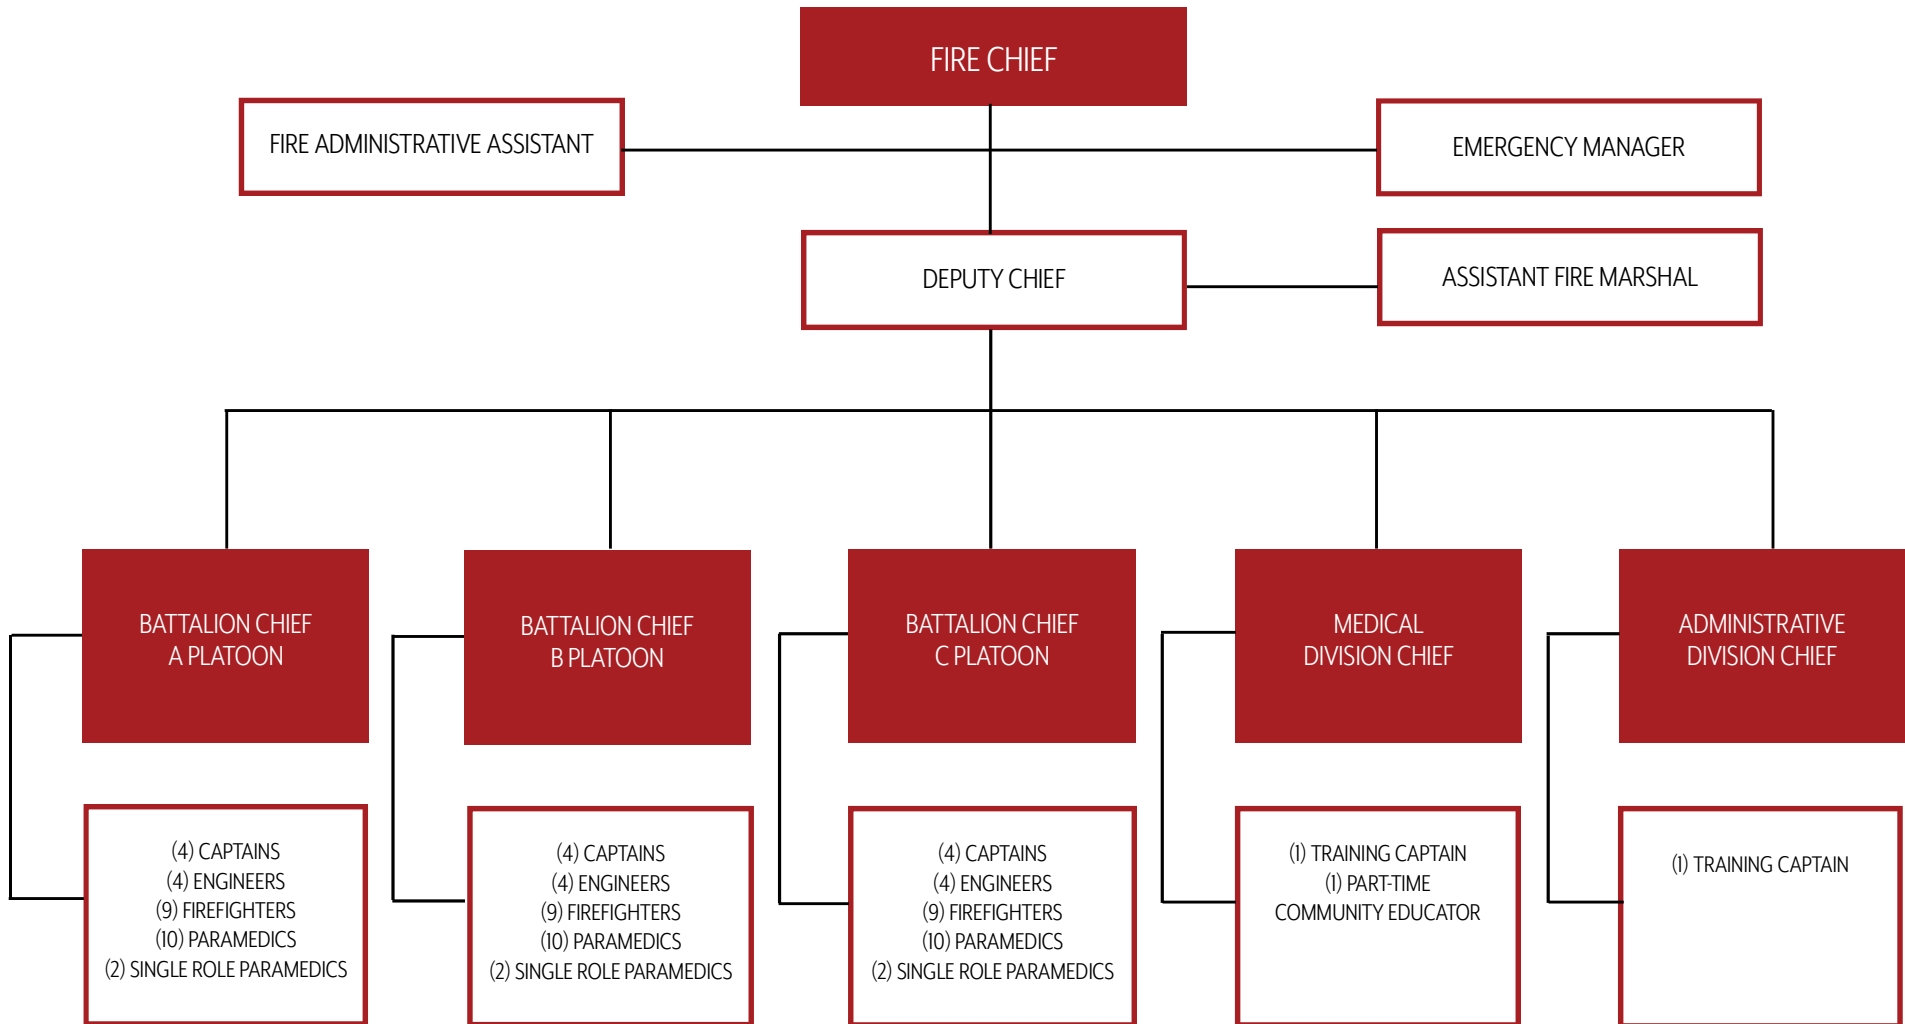 FIRE CHIEF
FIRE ADMINISTRATIVE ASSISTANT
EMERGENCY MANAGER
DEPUTY CHIEF
ASSISTANT FIRE MARSHAL
BATTALION CHIEF
A PLATOON
BATTALION CHIEF
B PLATOON
BATTALION CHIEF
C PLATOON
MEDICAL
DIVISION CHIEF
ADMINISTRATIVE
DIVISION CHIEF
(4) CAPTAINS
(4) ENGINEERS
(9) FIREFIGHTERS
(10) PARAMEDICS
(2) SINGLE ROLE PARAMEDICS
(4) CAPTAINS
(4) ENGINEERS
(9) FIREFIGHTERS
(10) PARAMEDICS
(2) SINGLE ROLE PARAMEDICS
(4) CAPTAINS
(4) ENGINEERS
(9) FIREFIGHTERS
(10) PARAMEDICS
(2) SINGLE ROLE PARAMEDICS
(1) TRAINING CAPTAIN
(1) PART-TIME
COMMUNITY EDUCATOR
(1) TRAINING CAPTAIN